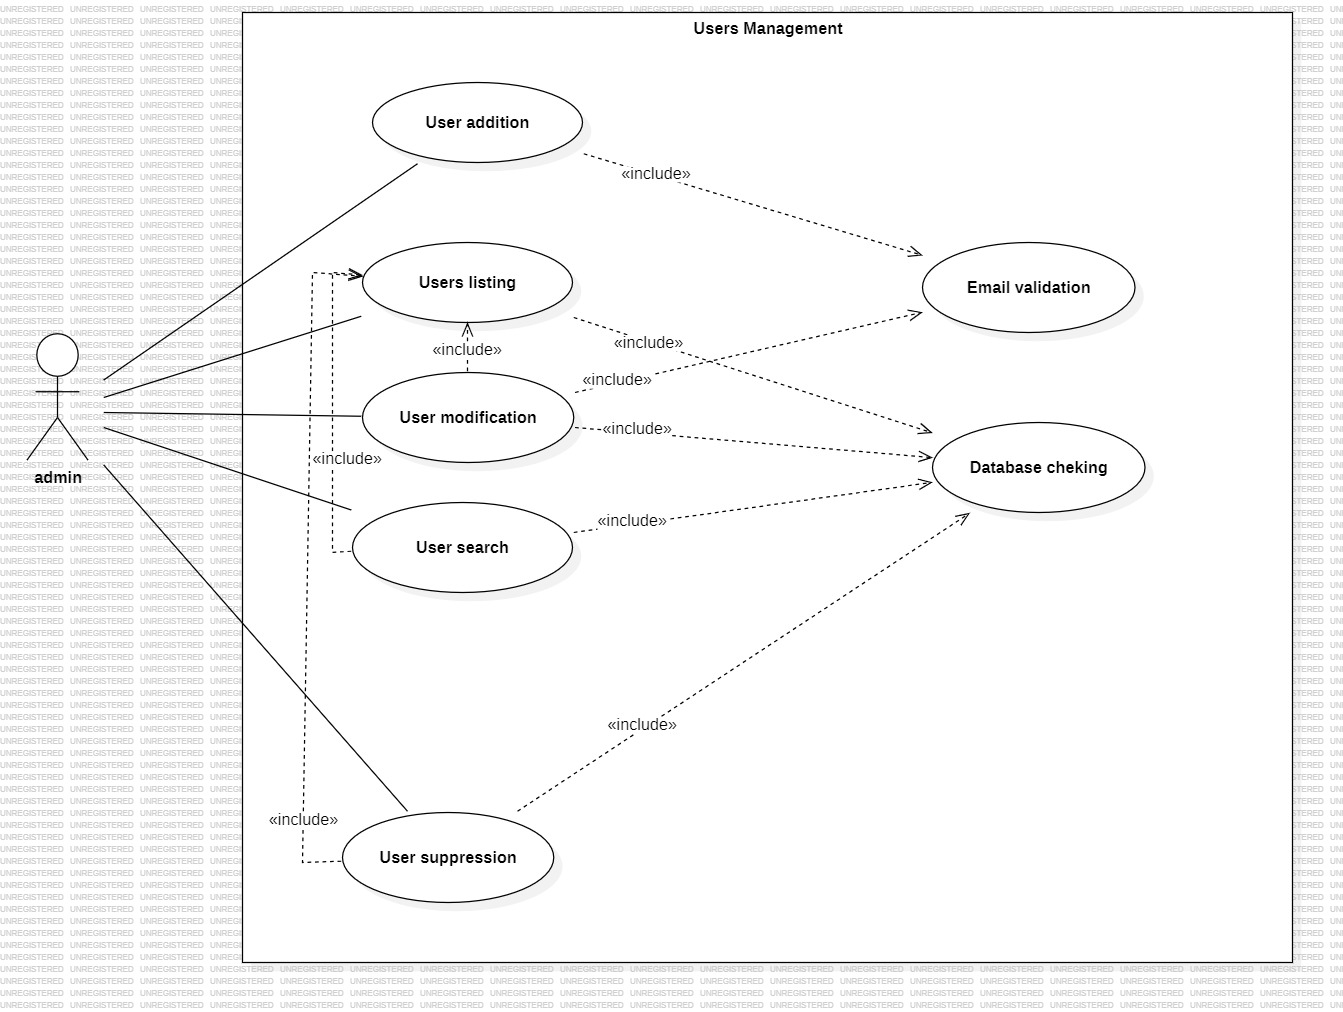 Users Management
User addition
«include»
Users listing
Email validation
«include»
«include»
«include»
User modification
«include»
admin
«include»
Database cheking
«include»
User search
«include»
«include»
User suppression
UNREGISTERED